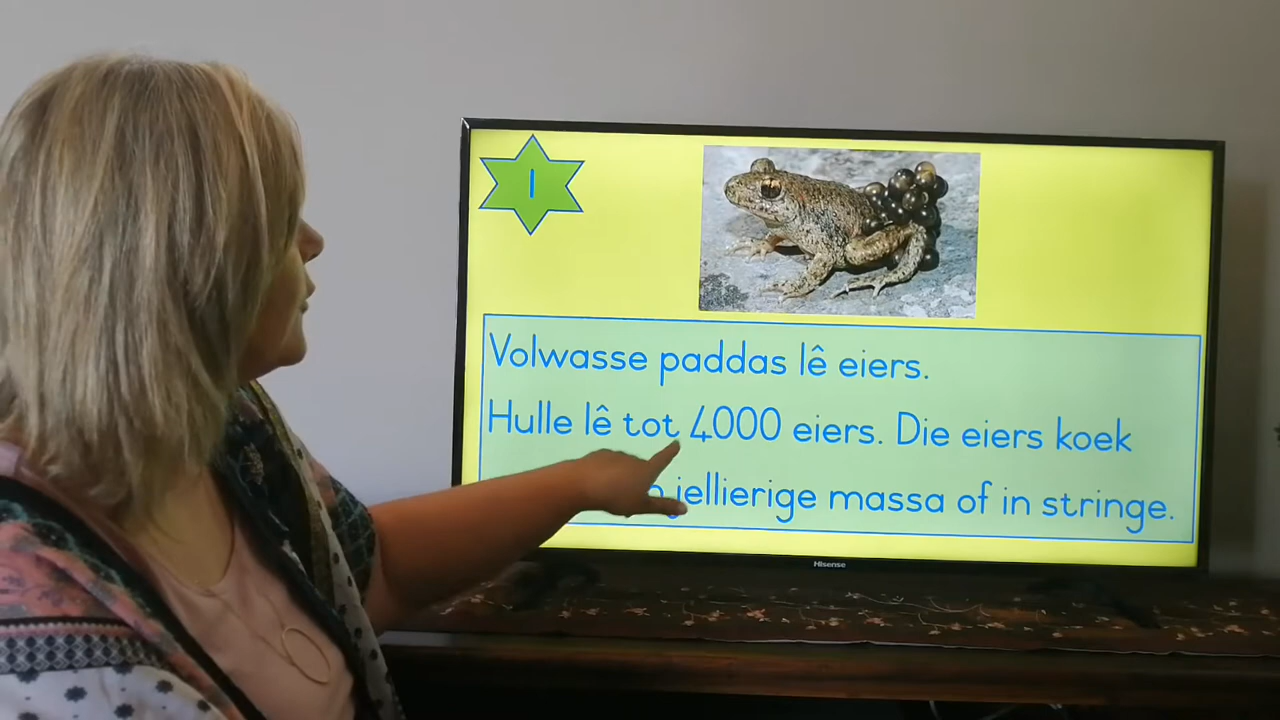 1
Volwasse paddas lê eiers.
Hulle lê tot 4000 eiers. Die eiers koek
jellierige massa of in stringe.
Hisense